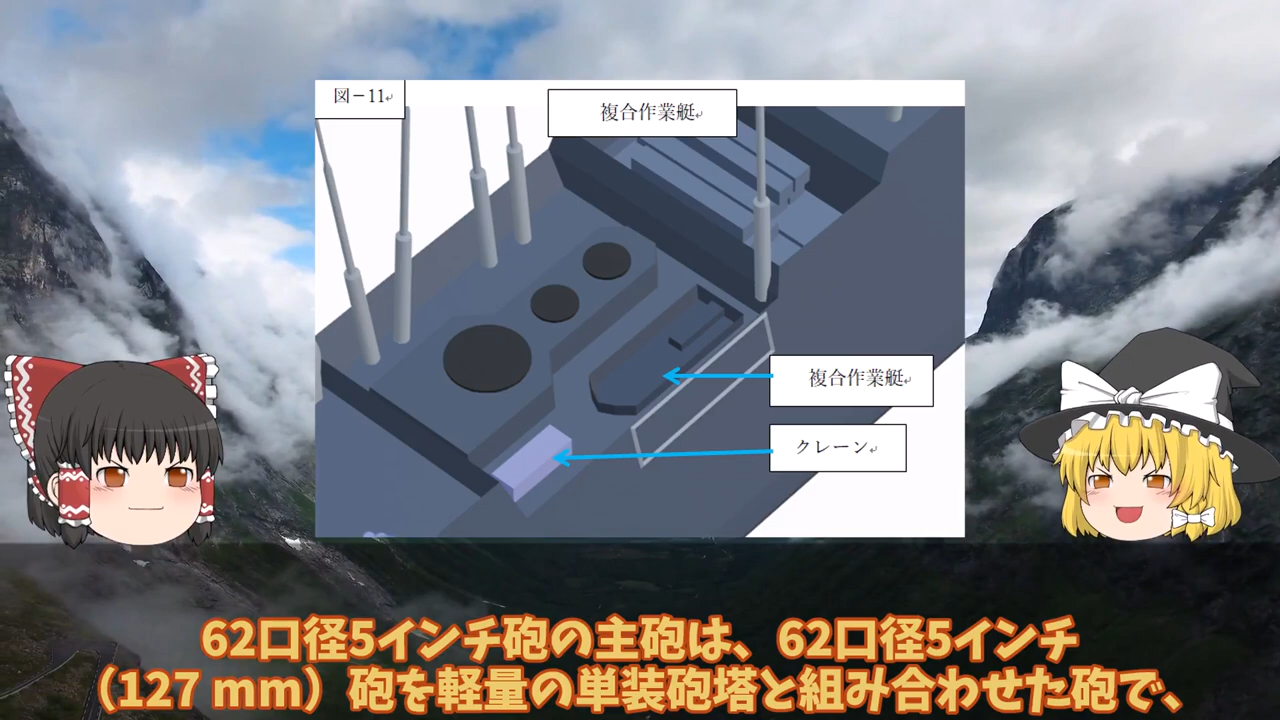 図－11
複合作業艇
複合作業艇
クレーン
62口径5インチ砲の主砲は、62口径5インチ
（127 mm）砲を軽量の単装砲塔と組み合わせた砲で、